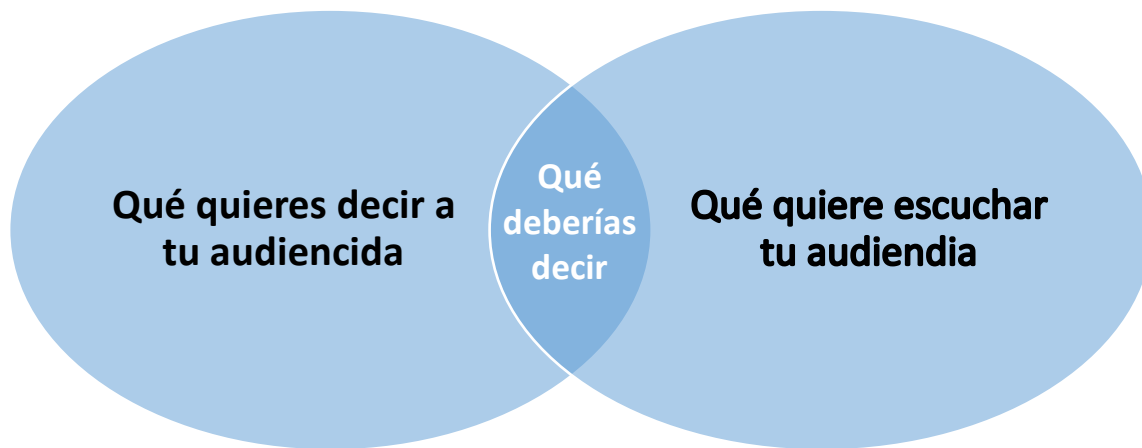 Qué quieres decir a
tu audiencida
Qué
deberías
decir
Qué quiere escuchar
tu audiendia